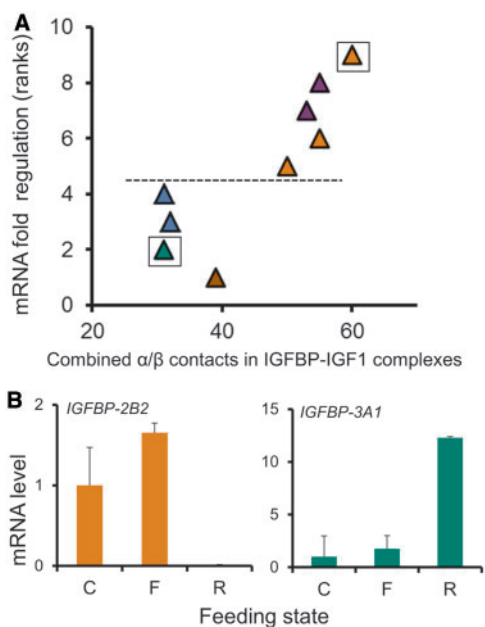 A
mRNA fold regulation (ranks)
10
8
6
4
2
0
20 40 60
Combined α/β contacts in IGFBP-IGF1 complexes
B
mRNA level
IGFBP-2B2
2
1
0
C F R
IGFBP-3A1
15
10
5
0
C F R
Feeding state